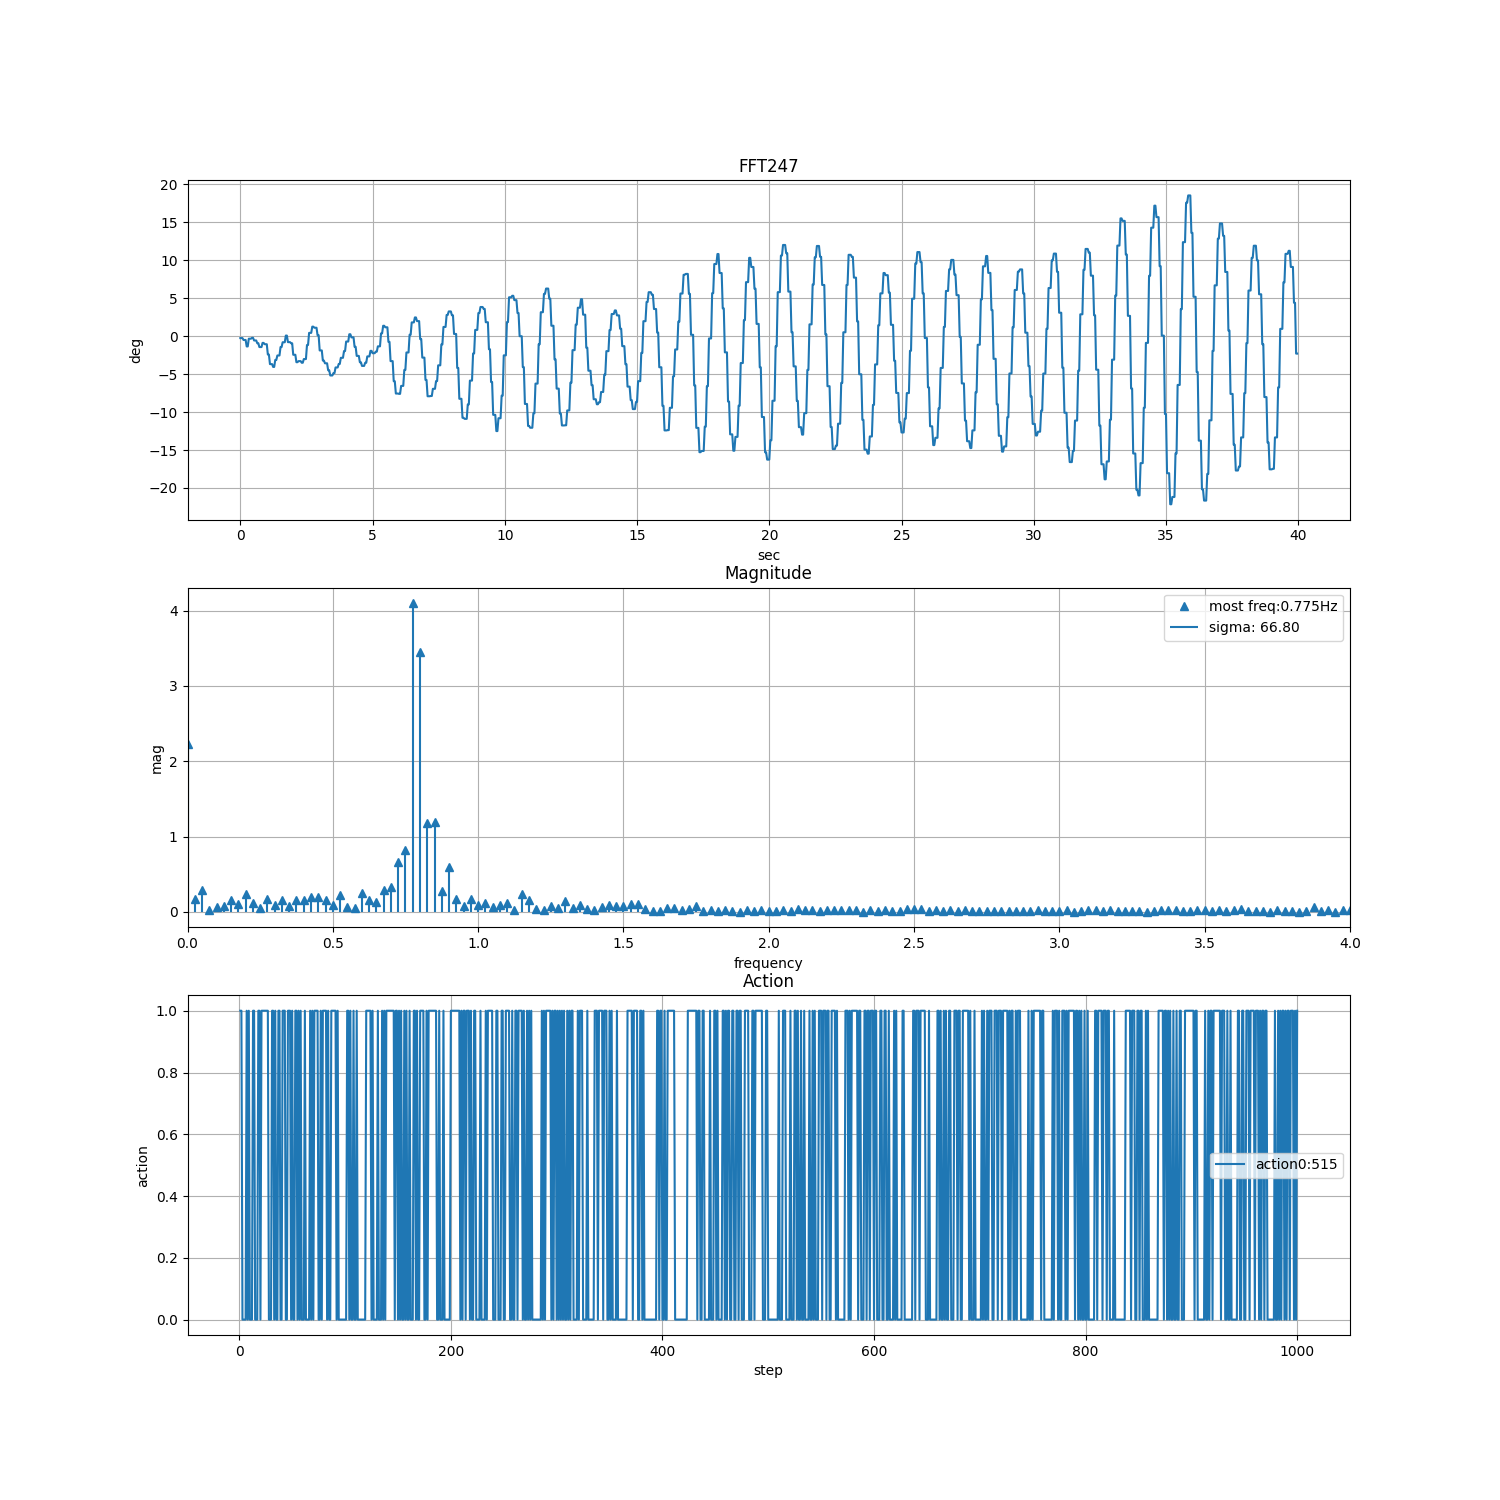 FFT247
20
15
10
5
0
−5
−10
−15
−20
deg
0 5 10 15 20 25 30 35 40
sec
Magnitude
4
3
2
1
0
mag
most freq:0.775Hz
sigma: 66.80
0.0 0.5 1.0 1.5 2.0 2.5 3.0 3.5 4.0
frequency
Action
1.0
0.8
0.6
0.4
0.2
0.0
action
action0:515
0 200 400 600 800 1000
step